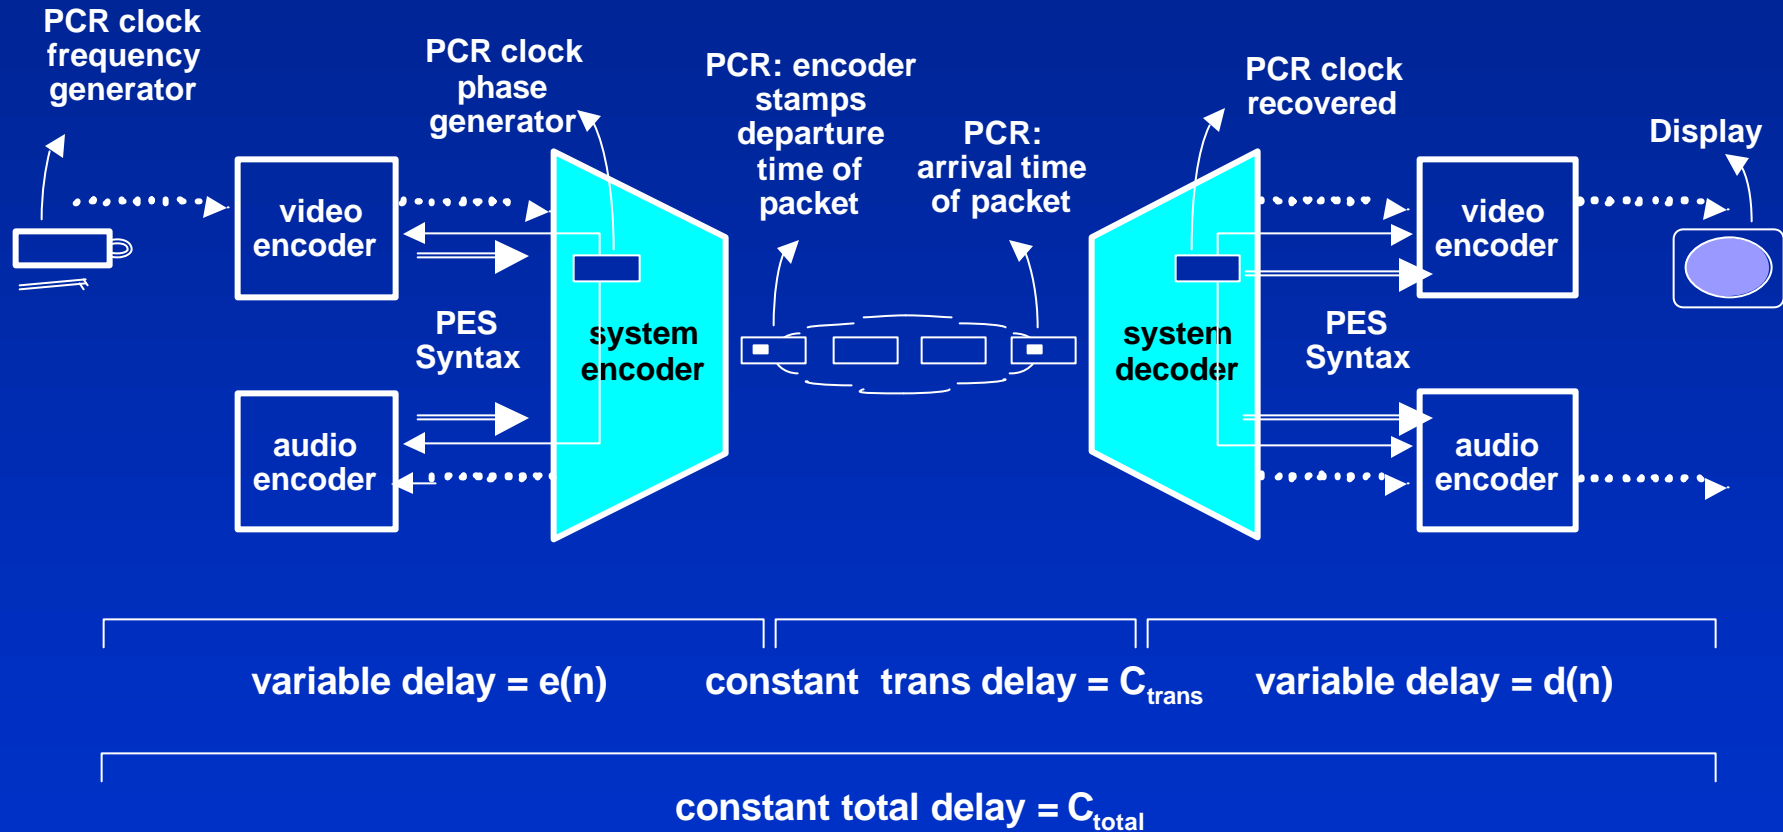 PCR clock
frequency
generator
PCR clock
phase
generator
PCR: encoder
stamps
departure
time of
packet
PCR:
arrival time
of packet
PCR clock
recovered
Display
video
encoder
PES
Syntax
audio
encoder
system
encoder
system
decoder
video
encoder
PES
Syntax
audio
encoder
variable delay = e(n)
constant trans delay = Ctrans
variable delay = d(n)
constant total delay = Ctotal